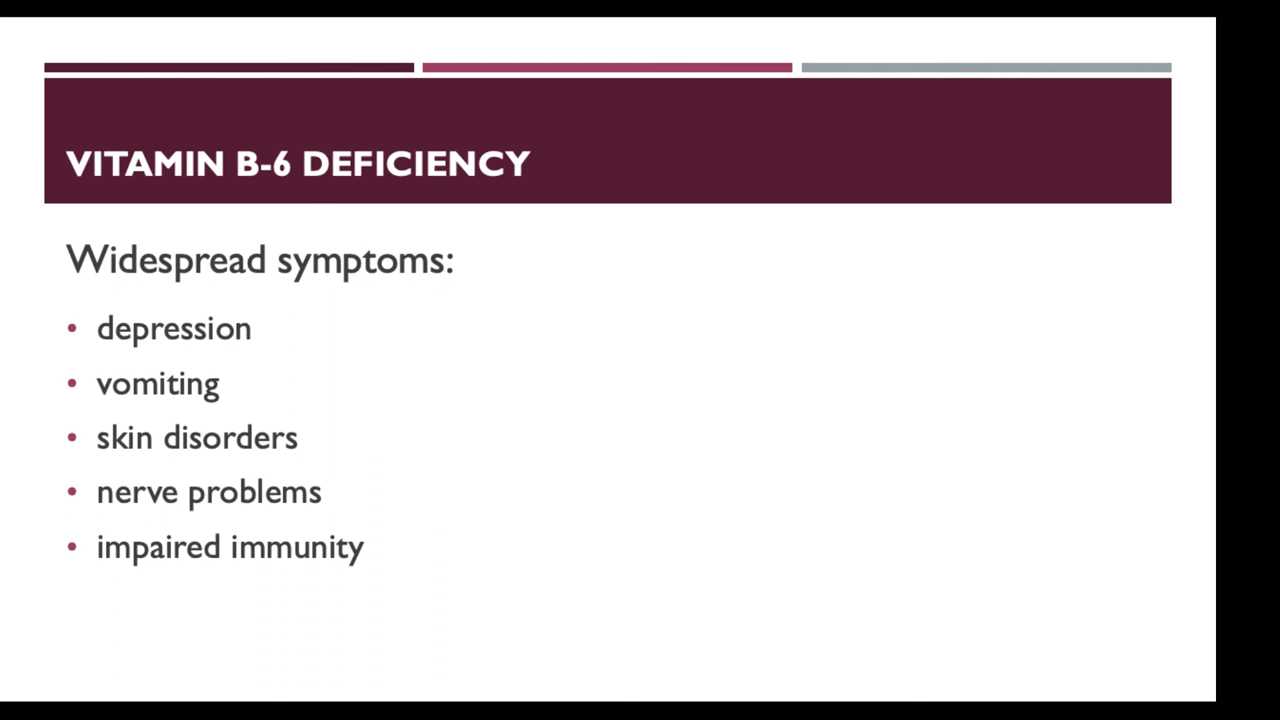 VITAMIN B-6 DEFICIENCY
Widespread symptoms:
• depression
• vomiting
• skin disorders
• nerve problems
• impaired immunity